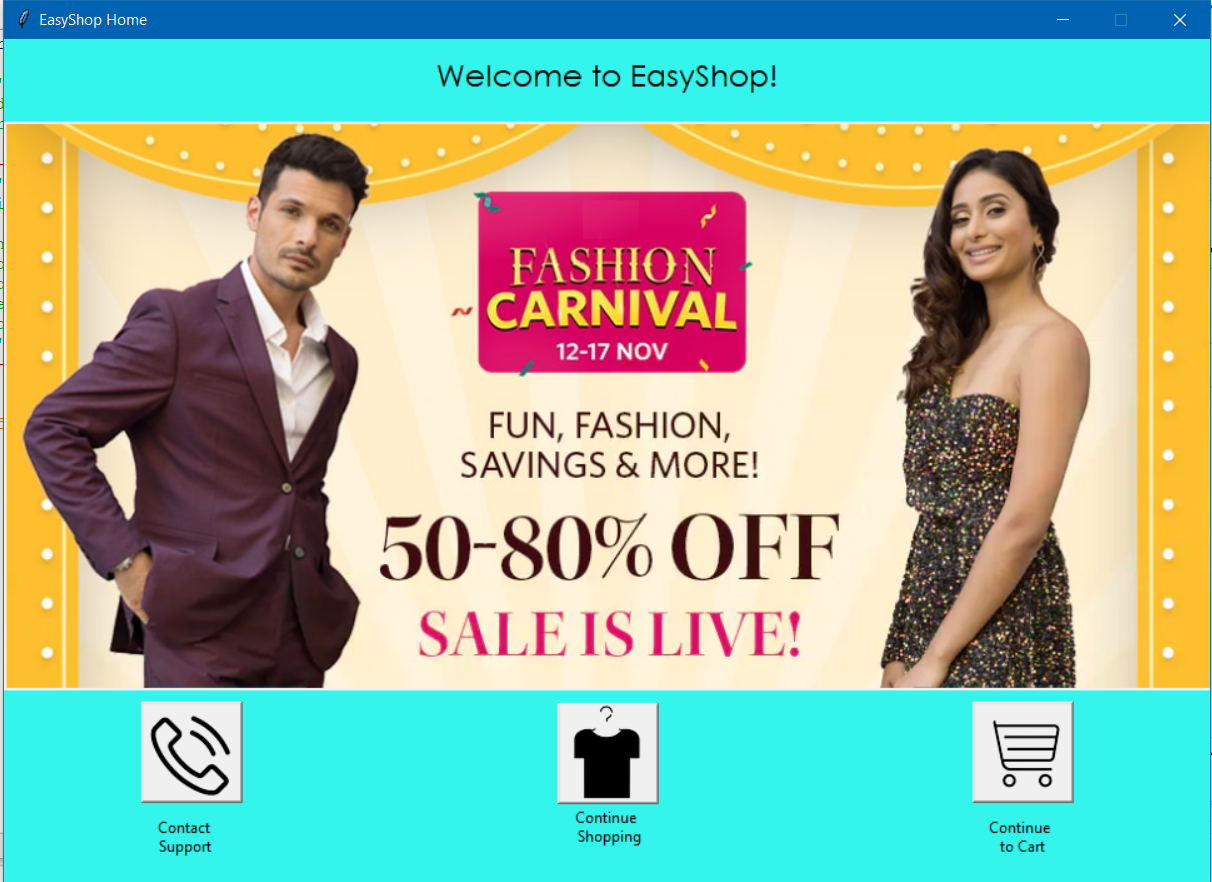 EasyShop Home
Welcome to EasyShop!
FASHION
CARNIVAL
12-17 NOV
FUN, FASHION,
SAVINGS & MORE!
50-80% OFF
SALE IS LIVE!
Contact
Support
Continue
Shopping
Continue
to Cart